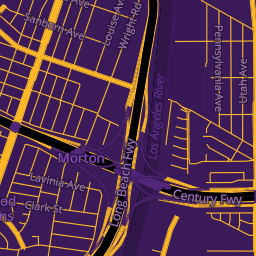 Sanborn Ave
Louise Av
Wright Rd
Pennsylvania Ave
Utah Ave
Los Angeles River
Morton
Long Beach Fwy
Lavinia Ave
Century Fwy
Clark St